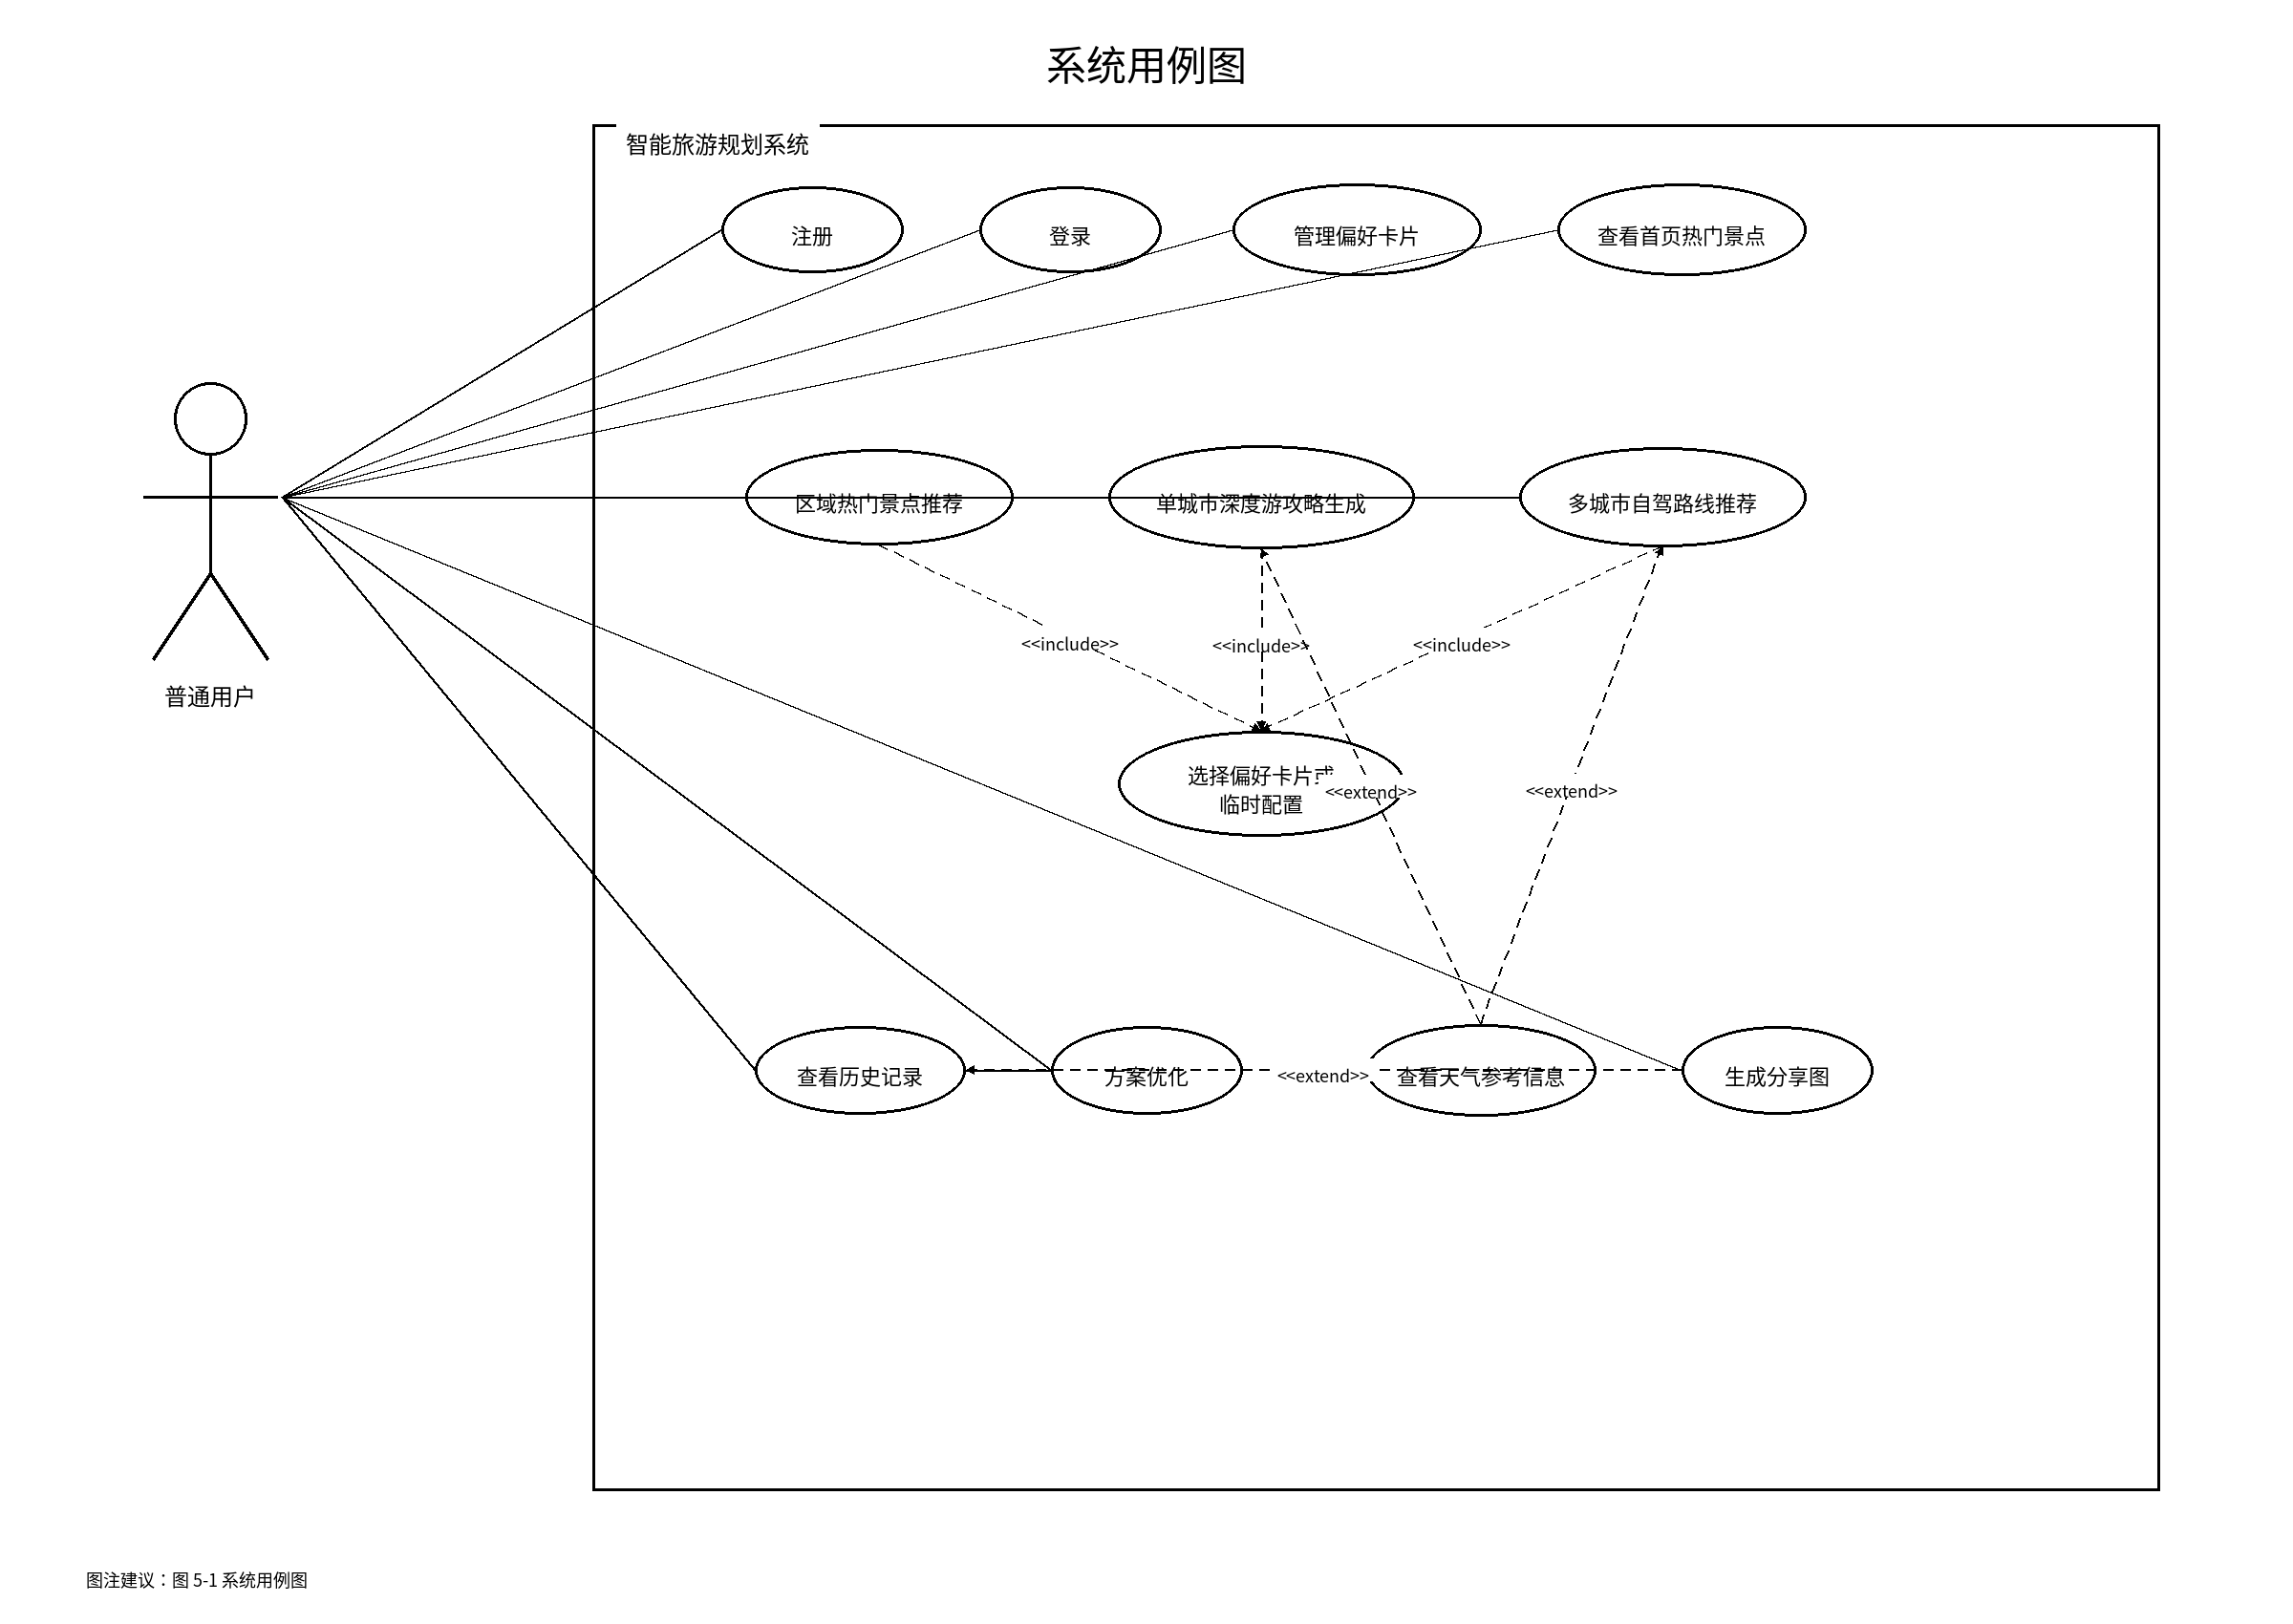 系统用例图
智能旅游规划系统
注册
登录
管理偏好卡片
查看首页热门景点
区域热门景点推荐
单城市深度游攻略生成
多城市自驾路线推荐
<<include>>
<<include>>
<<include>>
普通用户
选择偏好卡片或
临时配置
<<extend>>
<<extend>>
查看历史记录
方案优化
<<extend>>
查看天气参考信息
生成分享图
图注建议：图 5-1 系统用例图